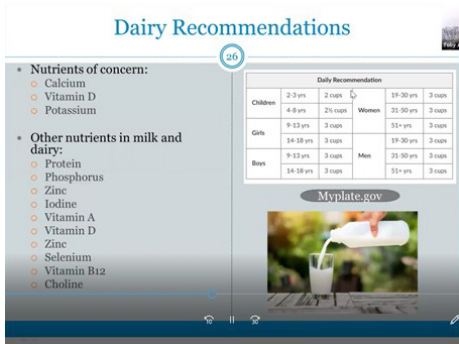 Dairy Recommendations
26
Nutrients of concern:
Calcium
Vitamin D
Potassium
Other nutrients in milk and
dairy:
Protein
Phosphorus
Zinc
Iodine
Vitamin A
Vitamin D
Zinc
Selenium
Vitamin B12
Choline
Daily Recommendation
Children 2-3 yrs 2 cups Women 19-30 yrs 3 cups
4-8 yrs 2½ cups 31-50 yrs 3 cups
Girls 9-13 yrs 3 cups 51+ yrs 3 cups
14-18 yrs 3 cups Men 19-30 yrs 3 cups
Boys 9-13 yrs 3 cups 31-50 yrs 3 cups
14-18 yrs 3 cups 51+ yrs 3 cups
Myplate.gov
10
30